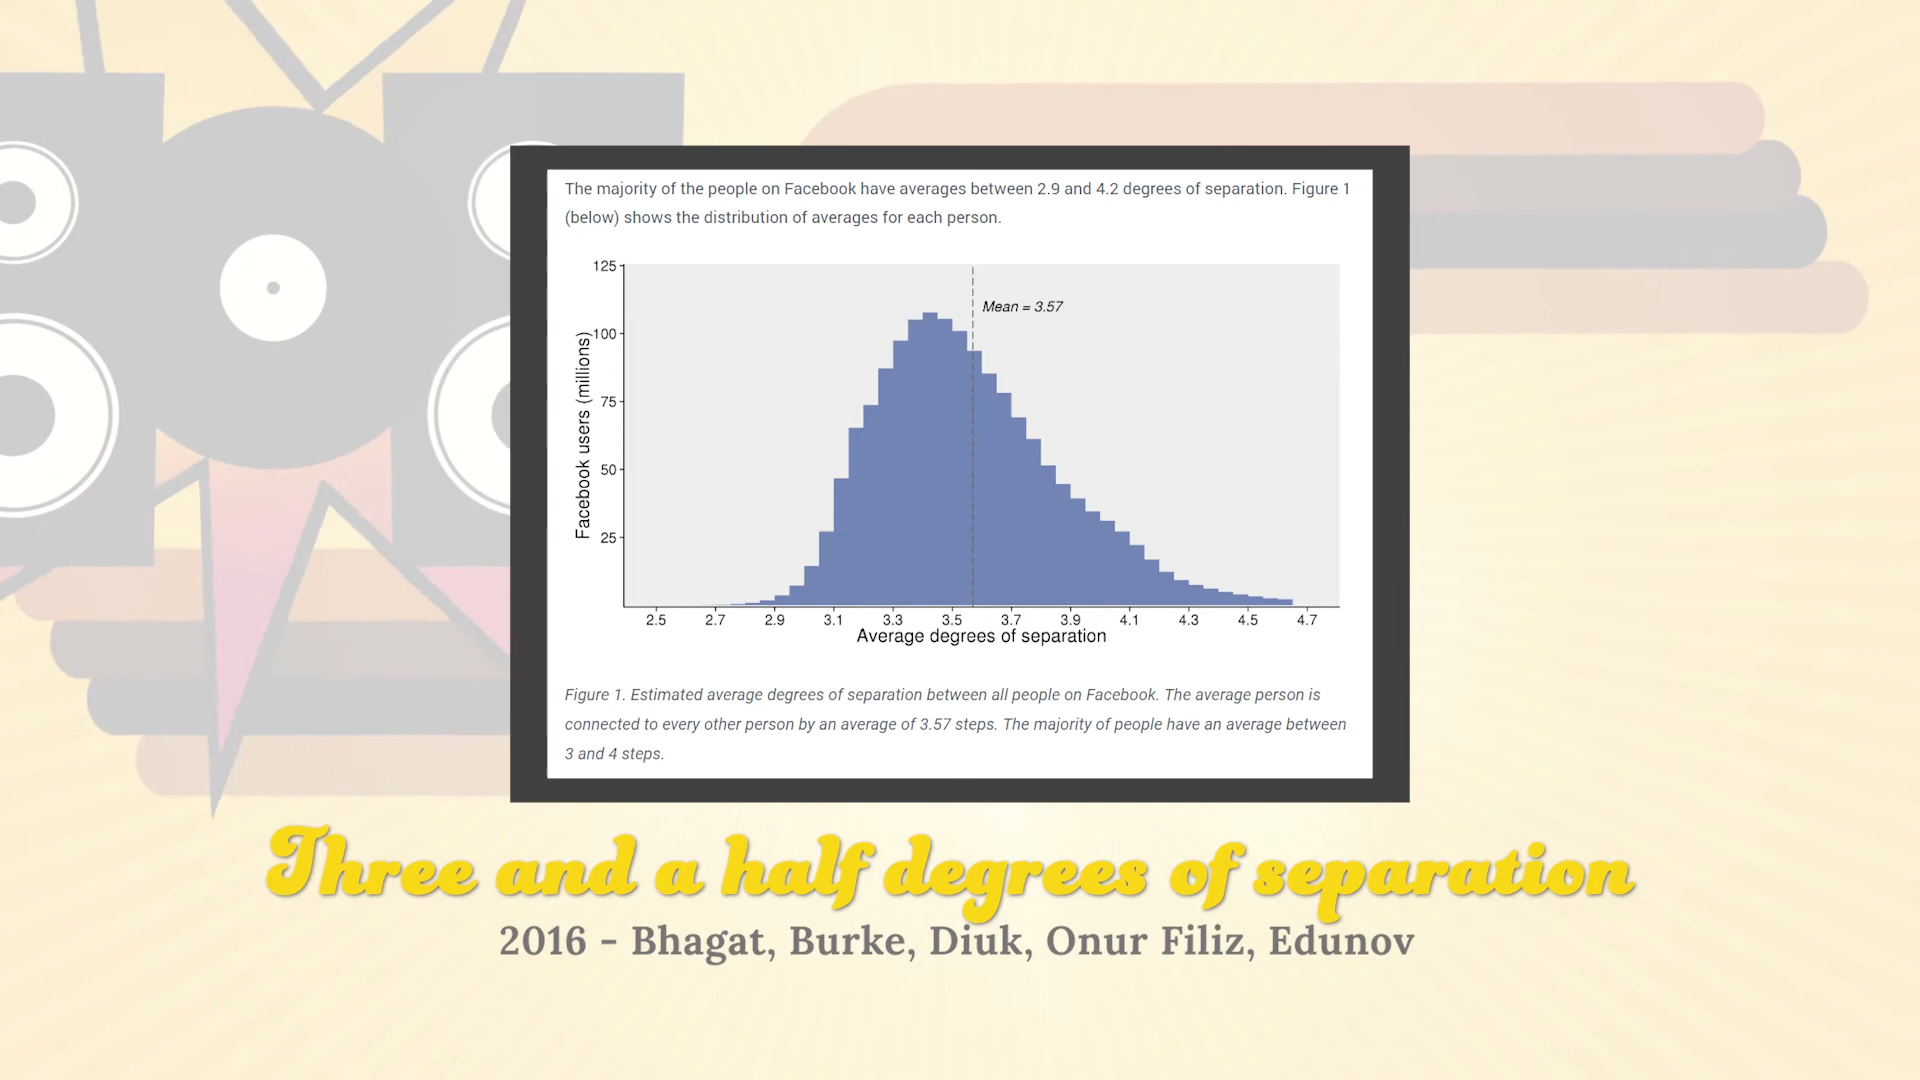 The majority of the people on Facebook have averages between 2.9 and 4.2 degrees of separation. Figure 1
(below) shows the distribution of averages for each person.
125
Mean = 3.57
100
75
50
25
Facebook users (millions)
2.5 2.7 2.9 3.1 3.3 3.5 3.7 3.9 4.1 4.3 4.5 4.7
Average degrees of separation
Figure 1. Estimated average degrees of separation between all people on Facebook. The average person is
connected to every other person by an average of 3.57 steps. The majority of people have an average between
3 and 4 steps.
Three and a half degrees of separation
2016 - Bhagat, Burke, Diuk, Onur Filiz, Edunov